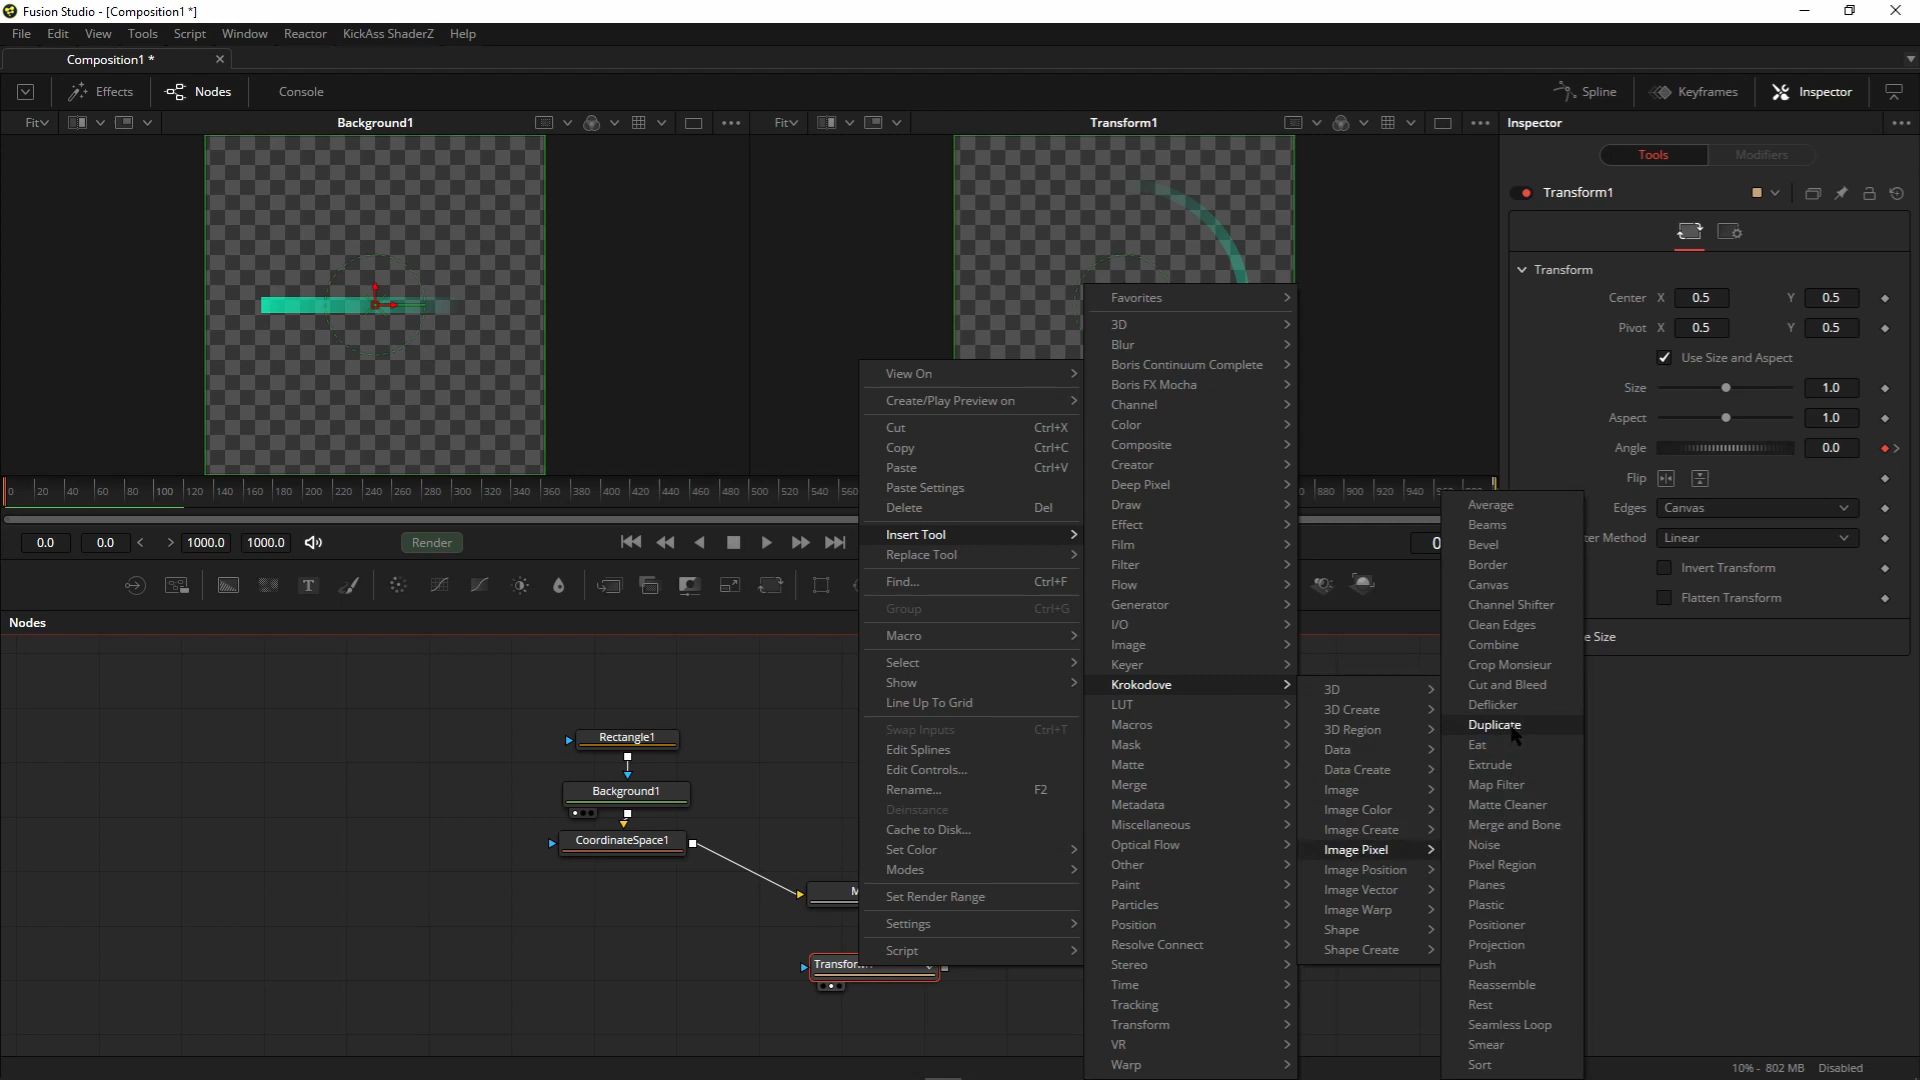 Fusion Studio - [Composition1 *]
File Edit View Tools Script Window Reactor KickAss ShaderZ Help
Composition1 *
Effects Nodes Console Spline Keyframes Inspector
Fit Background1 Fit Transform1 Inspector
Tools Modifiers
Transform1
Transform
Center X 0.5 Y 0.5
Pivot X 0.5 Y 0.5
Use Size and Aspect
Size 1.0
Aspect 1.0
Angle 0.0
Flip
Edges Canvas
ter Method Linear
Invert Transform
Flatten Transform
e Size
0 20 40 60 80 100 120 140 160 180 200 220 240 260 280 300 320 340 360 380 400 420 440 460 480 500 520 540 560
0 880 900 920 940
0.0 0.0 1000.0 1000.0 Render 0
T
Nodes
Rectangle1
Background1
CoordinateSpace1
M
Transfor
View On
Create/Play Preview on
Cut Ctrl+X
Copy Ctrl+C
Paste Ctrl+V
Paste Settings
Delete Del
Insert Tool
Replace Tool
Find... Ctrl+F
Group Ctrl+G
Macro
Select
Show
Line Up To Grid
Swap Inputs Ctrl+T
Edit Splines
Edit Controls...
Rename... F2
Deinstance
Cache to Disk...
Set Color
Modes
Set Render Range
Settings
Script
Favorites
3D
Blur
Boris Continuum Complete
Boris FX Mocha
Channel
Color
Composite
Creator
Deep Pixel
Draw
Effect
Film
Filter
Flow
Generator
I/O
Image
Keyer
Krokodove
LUT
Macros
Mask
Matte
Merge
Metadata
Miscellaneous
Optical Flow
Other
Paint
Particles
Position
Resolve Connect
Stereo
Time
Tracking
Transform
VR
Warp
3D
3D Create
3D Region
Data
Data Create
Image
Image Color
Image Create
Image Pixel
Image Position
Image Vector
Image Warp
Shape
Shape Create
Average
Beams
Bevel
Border
Canvas
Channel Shifter
Clean Edges
Combine
Crop Monsieur
Cut and Bleed
Deflicker
Duplicate
Eat
Extrude
Map Filter
Matte Cleaner
Merge and Bone
Noise
Pixel Region
Planes
Plastic
Positioner
Projection
Push
Reassemble
Rest
Seamless Loop
Smear
Sort
10% - 802 MB Disabled